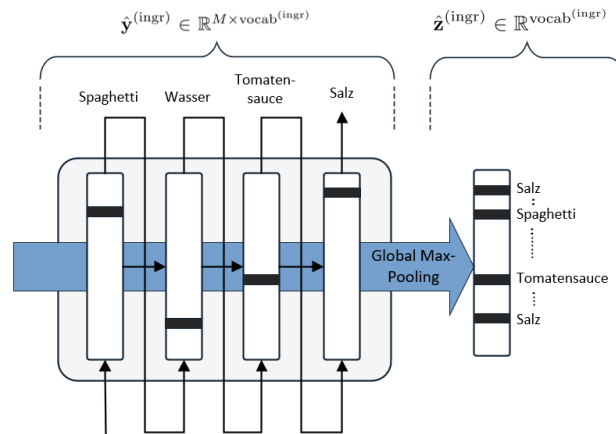 ŷ^(ingr) ∈ ℝ^(M×vocab^(ingr))
ẑ^(ingr) ∈ ℝ^(vocab^(ingr))
Spaghetti
Wasser
Tomaten-
sauce
Salz
Global Max-
Pooling
Salz
Spaghetti
Tomatensauce
Salz